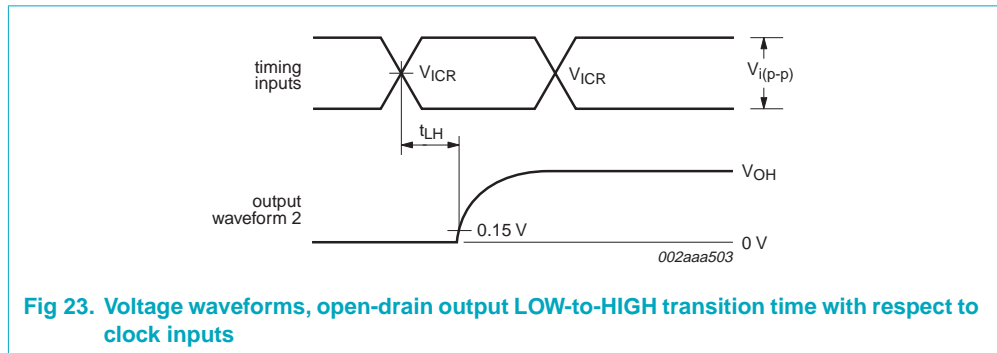 timing
inputs
VICR
VICR
Vi(p-p)
tLH
output
waveform 2
VOH
0.15 V
0 V
002aaa503
Fig 23. Voltage waveforms, open-drain output LOW-to-HIGH transition time with respect to
clock inputs